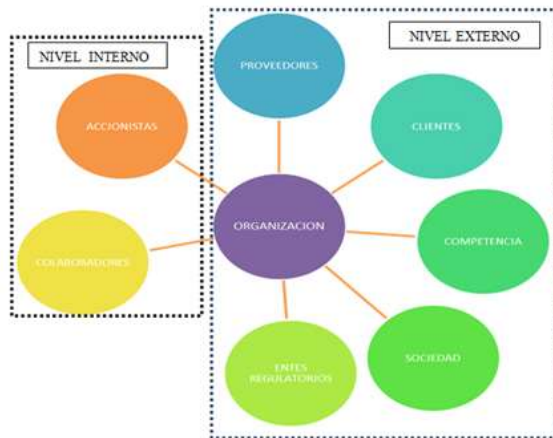 NIVEL INTERNO
NIVEL EXTERNO
PROVEEDORES
ACCIONISTAS
CLIENTES
ORGANIZACION
COMPETENCIA
COLABORADORES
SOCIEDAD
ENTES
REGULATORIOS